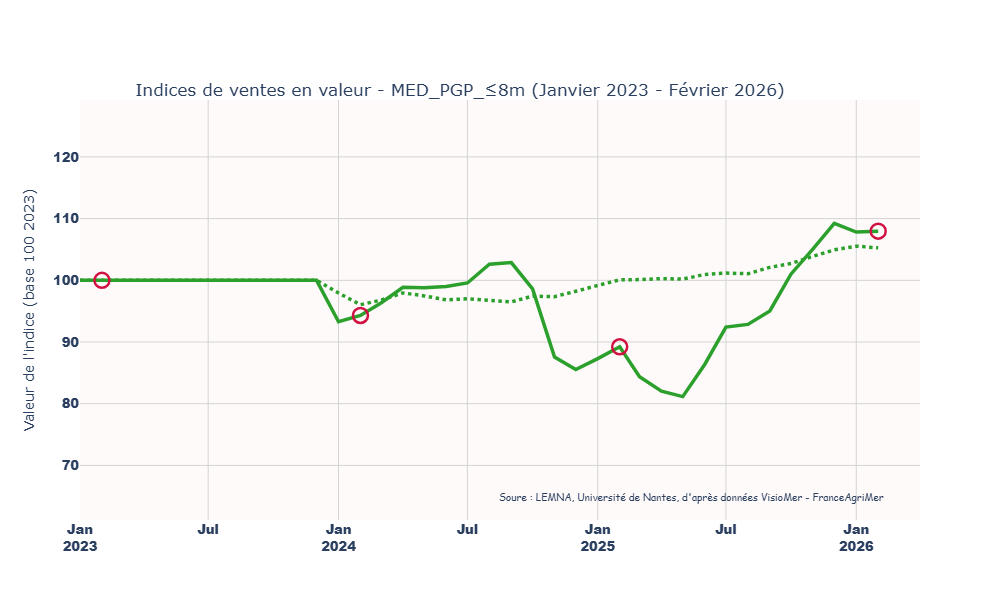 Indices de ventes en valeur - MED_PGP_≤8m (Janvier 2023 - Février 2026)
Valeur de l'indice (base 100 2023)
120
110
100
90
80
70
Soure : LEMNA, Université de Nantes, d'après données VisioMer - FranceAgriMer
Jan Jul Jan Jul Jan Jul Jan
2023 2024 2025 2026